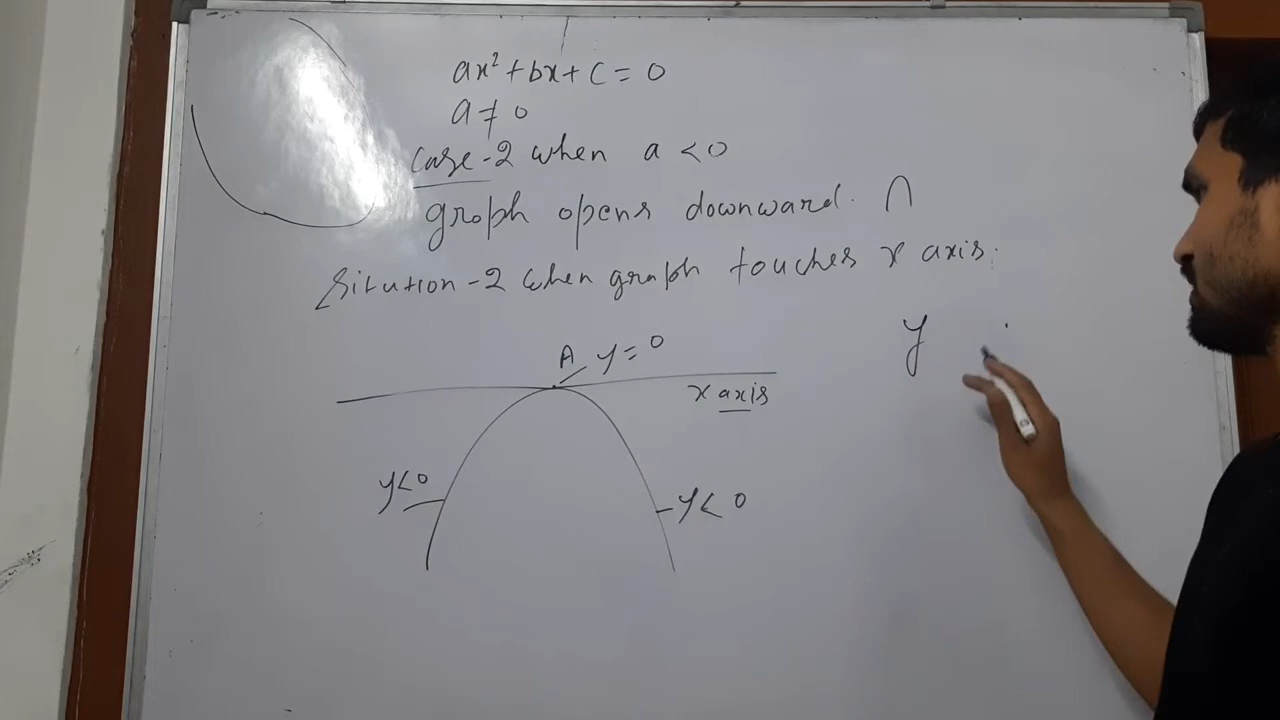 ax² + bx + c = 0
a ≠ 0
case-2 when a < 0
graph opens downward. ∩
Sitution-2 when graph touches x axis.
y
A y = 0
x axis
y < 0
y < 0